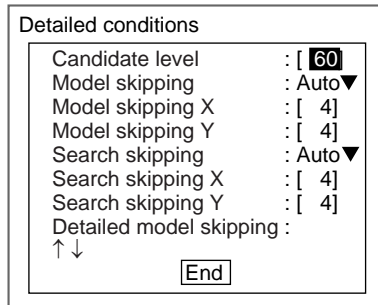 Detailed conditions
Candidate level : [ 60]
Model skipping : Auto▼
Model skipping X : [ 4]
Model skipping Y : [ 4]
Search skipping : Auto▼
Search skipping X : [ 4]
Search skipping Y : [ 4]
Detailed model skipping :
↑↓
End